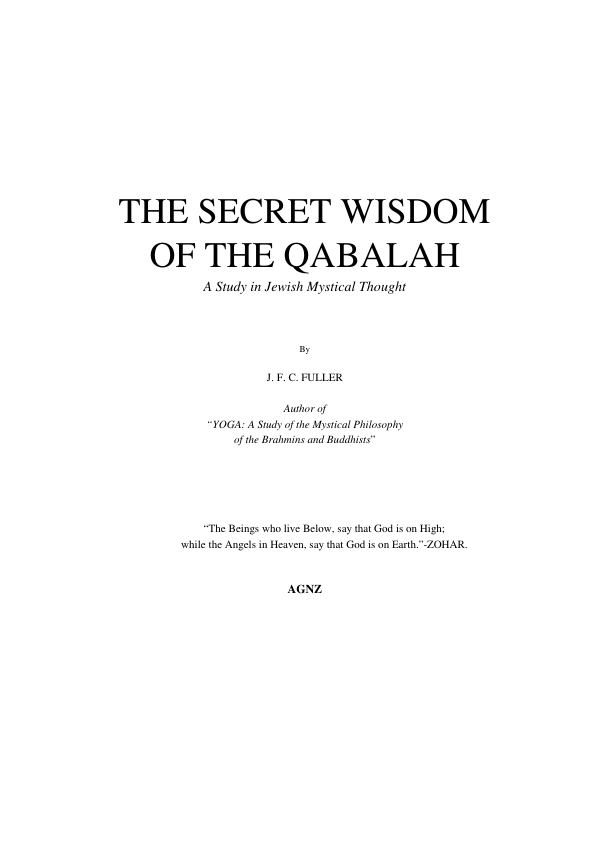 THE SECRET WISDOM
OF THE QABALAH
A Study in Jewish Mystical Thought
By
J. F. C. FULLER
Author of
“YOGA: A Study of the Mystical Philosophy
of the Brahmins and Buddhists”
“The Beings who live Below, say that God is on High;
while the Angels in Heaven, say that God is on Earth.”-ZOHAR.
AGNZ